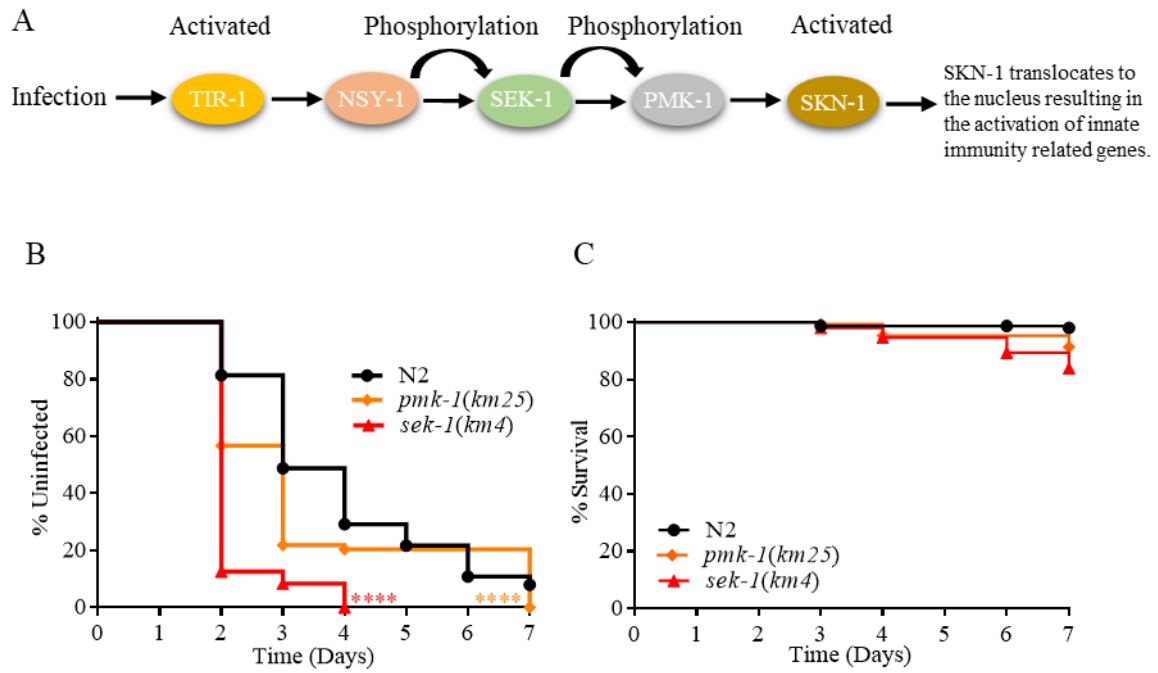 A
Activated
Phosphorylation
Phosphorylation
Activated
Infection
TIR-1
NSY-1
SEK-1
PMK-1
SKN-1
SKN-1 translocates to
the nucleus resulting in
the activation of innate
immunity related genes.
B
% Uninfected
100
80
60
40
20
0
N2
pmk-1(km25)
sek-1(km4)
****
****
0 1 2 3 4 5 6 7
Time (Days)
C
% Survival
100
80
60
40
20
0
N2
pmk-1(km25)
sek-1(km4)
0 1 2 3 4 5 6 7
Time (Days)